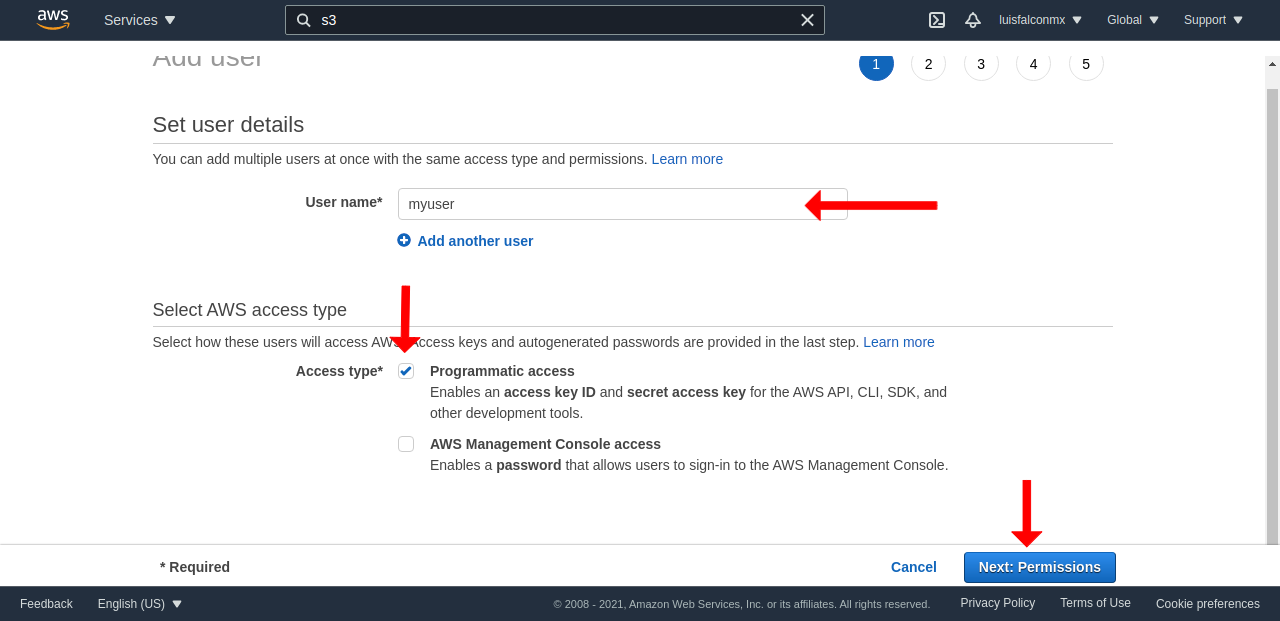 aws Services s3 luisfalconmx Global Support
Add user 1 2 3 4 5
Set user details
You can add multiple users at once with the same access type and permissions. Learn more
User name* myuser
Add another user
Select AWS access type
Select how these users will access AWS. Access keys and autogenerated passwords are provided in the last step. Learn more
Access type* Programmatic access
Enables an access key ID and secret access key for the AWS API, CLI, SDK, and
other development tools.
AWS Management Console access
Enables a password that allows users to sign-in to the AWS Management Console.
* Required Cancel Next: Permissions
Feedback English (US) © 2008 - 2021, Amazon Web Services, Inc. or its affiliates. All rights reserved. Privacy Policy Terms of Use Cookie preferences